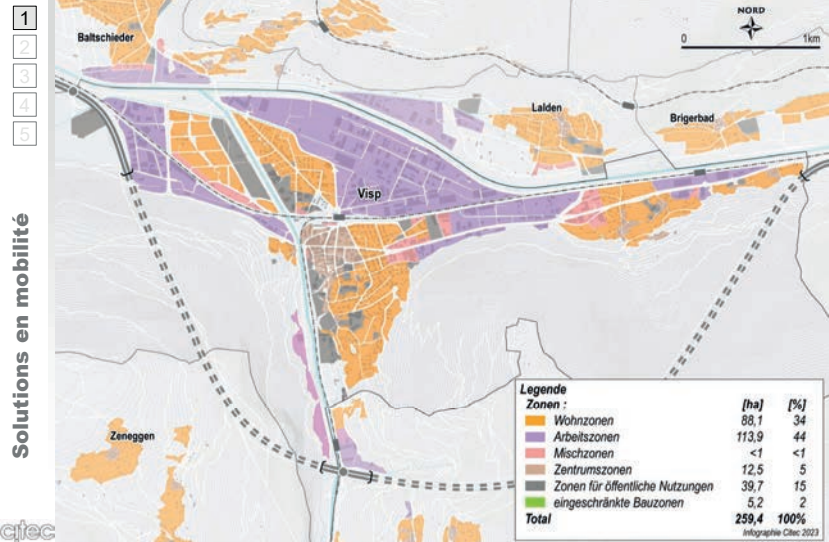 1
2
3
4
5
Solutions en mobilité
citec
NORD
0 1km
Baltschieder
Lalden
Brigerbad
Visp
Zeneggen
Legende
Zonen : [ha] [%]
Wohnzonen 88,1 34
Arbeitszonen 113,9 44
Mischzonen <1 <1
Zentrumszonen 12,5 5
Zonen für öffentliche Nutzungen 39,7 15
eingeschränkte Bauzonen 5,2 2
Total 259,4 100%
Infographie Citec 2023